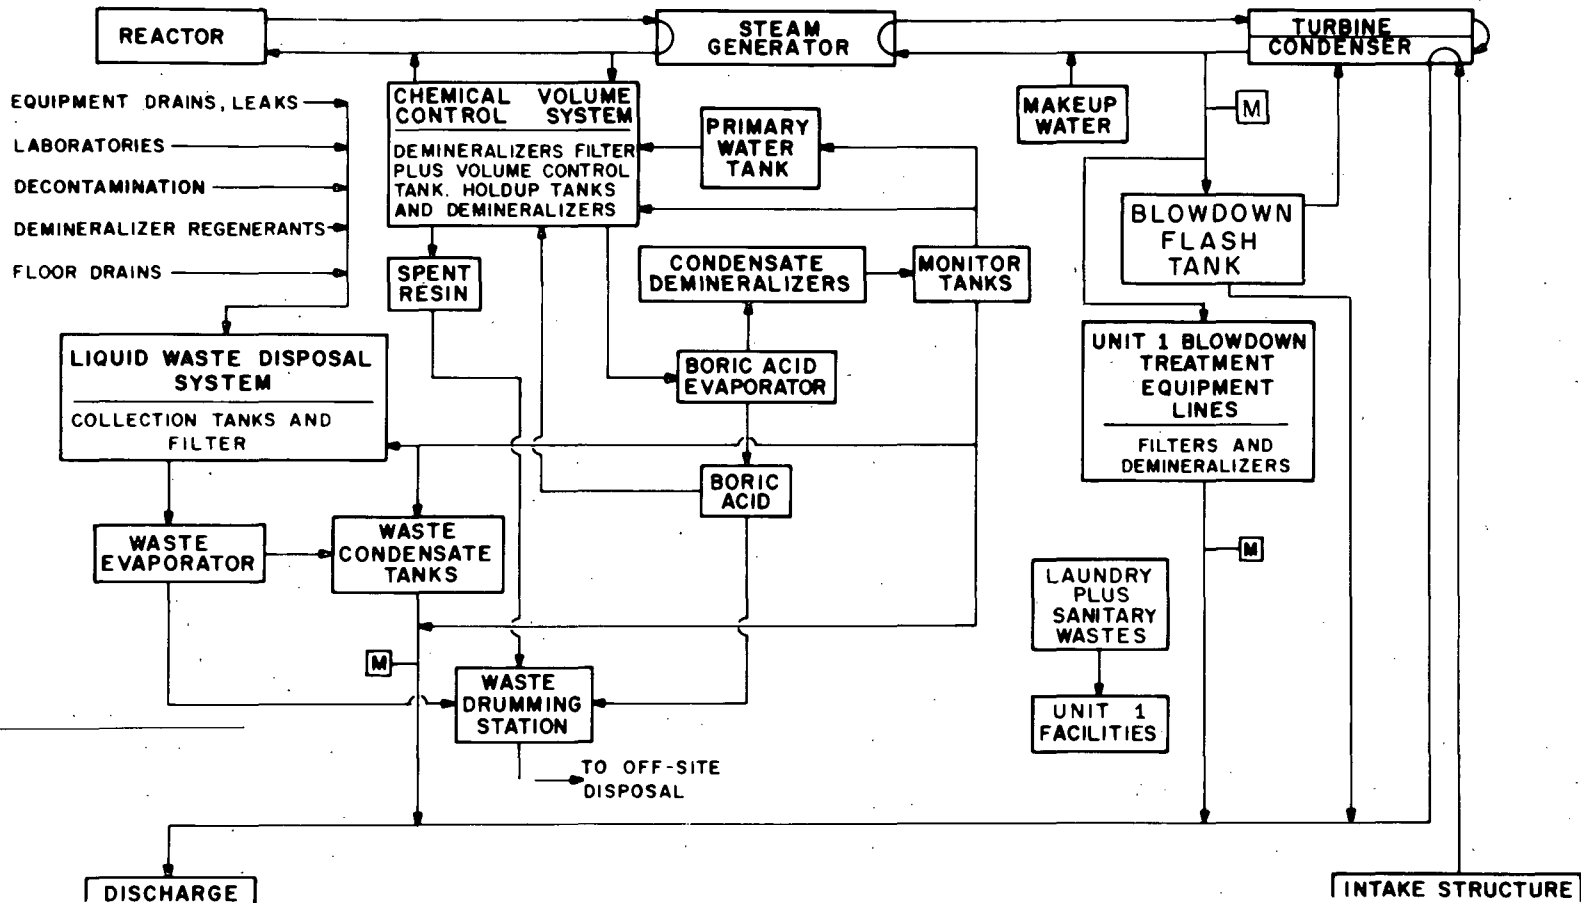 REACTOR
STEAM
GENERATOR
TURBINE
CONDENSER
EQUIPMENT DRAINS, LEAKS
LABORATORIES
DECONTAMINATION
DEMINERALIZER REGENERANTS
FLOOR DRAINS
CHEMICAL VOLUME
CONTROL SYSTEM
DEMINERALIZERS FILTER
PLUS VOLUME CONTROL
TANK. HOLDUP TANKS
AND DEMINERALIZERS
PRIMARY
WATER
TANK
MAKEUP
WATER
M
BLOWDOWN
FLASH
TANK
SPENT
RESIN
CONDENSATE
DEMINERALIZERS
MONITOR
TANKS
LIQUID WASTE DISPOSAL
SYSTEM
COLLECTION TANKS AND
FILTER
BORIC ACID
EVAPORATOR
UNIT 1 BLOWDOWN
TREATMENT
EQUIPMENT
LINES
FILTERS AND
DEMINERALIZERS
BORIC
ACID
WASTE
EVAPORATOR
WASTE
CONDENSATE
TANKS
M
LAUNDRY
PLUS
SANITARY
WASTES
M
WASTE
DRUMMING
STATION
UNIT 1
FACILITIES
TO OFF-SITE
DISPOSAL
DISCHARGE
INTAKE STRUCTURE